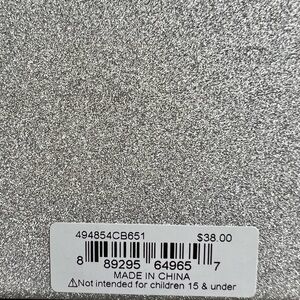 494854CB651 $38.00
8 89295 64965 7
MADE IN CHINA
⚠Not intended for children 15 & under